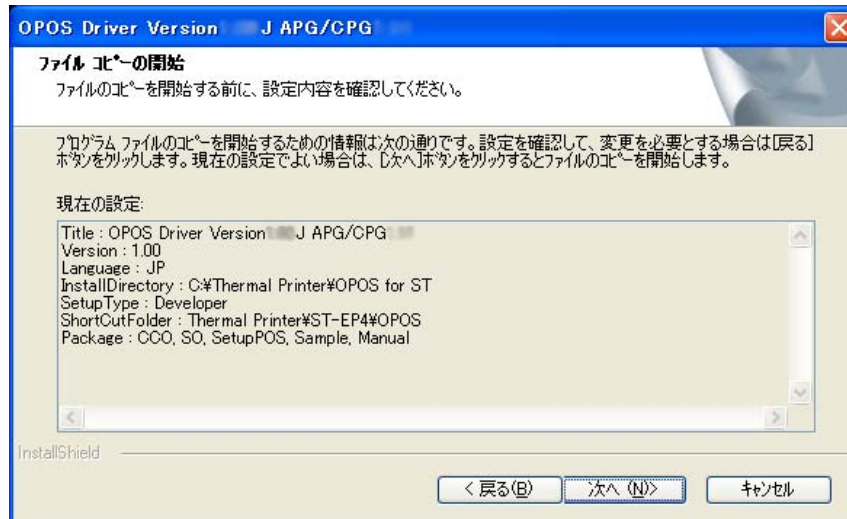 OPOS Driver Version J APG/CPG
ファイル コピーの開始
ファイルのコピーを開始する前に、設定内容を確認してください。
プログラム ファイルのコピーを開始するための情報は次の通りです。設定を確認して、変更を必要とする場合は[戻る]
ボタンをクリックします。現在の設定でよい場合は、[次へ]ボタンをクリックするとファイルのコピーを開始します。
現在の設定:
Title : OPOS Driver Version J APG/CPG
Version : 1.00
Language : JP
InstallDirectory : C:¥Thermal Printer¥OPOS for ST
SetupType : Developer
ShortCutFolder : Thermal Printer¥ST-EP4¥OPOS
Package : CCO, SO, SetupPOS, Sample, Manual
InstallShield
< 戻る(B) 次へ (N)> キャンセル